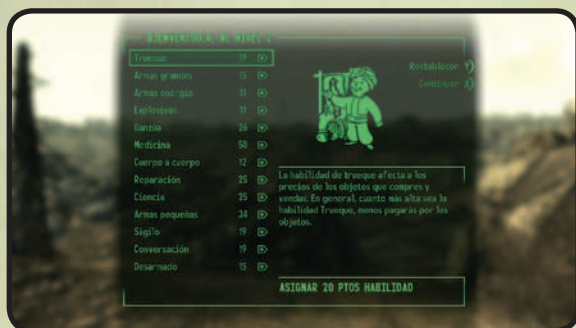 BIENVENIDO/A AL NIVEL
Trueque 19
Armas grandes 15
Armas energía 11
Explosivos 11
Ganzúa 26
Medicina 50
Cuerpo a cuerpo 12
Reparación 25
Ciencia 25
Armas pequeñas 34
Sigilo 19
Conversación 19
Desarmado 15
Restablecer Y)
Continuar X)
La habilidad de trueque afecta a los
precios de los objetos que compres y
vendas. En general, cuanto más alta sea la
habilidad Trueque, menos pagarás por los
objetos.
ASIGNAR 20 PTOS HABILIDAD